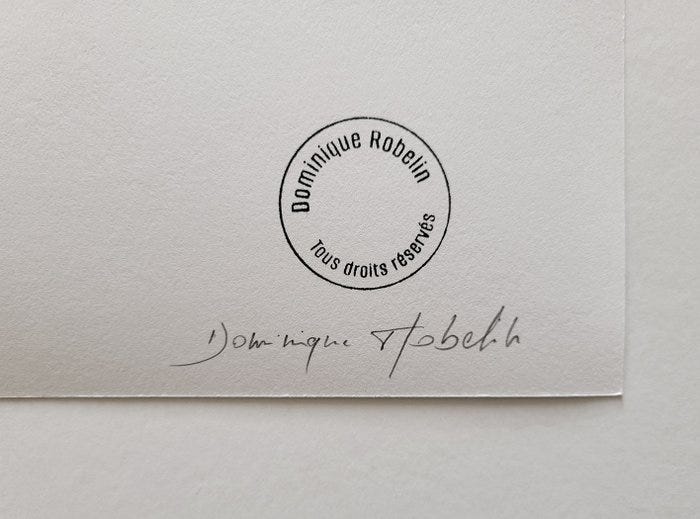 Dominique Robelin
Tous droits réservés
Dominique Robelin